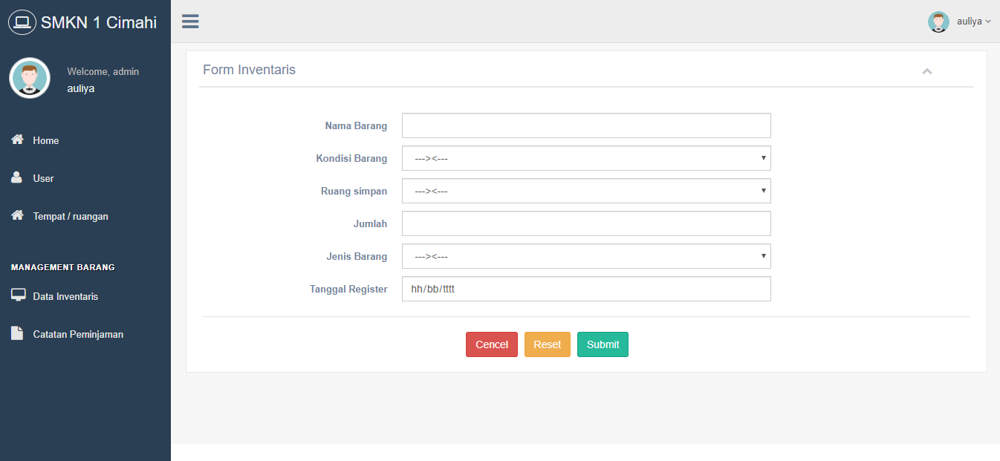 SMKN 1 Cimahi
auliya
Welcome, admin
auliya
Home
User
Tempat / ruangan
MANAGEMENT BARANG
Data Inventaris
Catatan Peminjaman
Form Inventaris
Nama Barang
Kondisi Barang ---><---
Ruang simpan ---><---
Jumlah
Jenis Barang ---><---
Tanggal Register hh/bb/tttt
Cencel Reset Submit